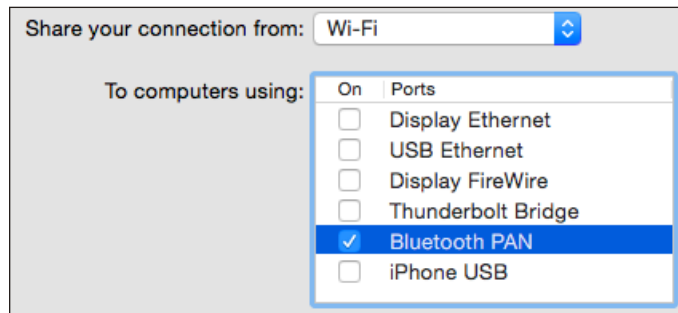 Share your connection from: Wi-Fi
To computers using: On Ports
Display Ethernet
USB Ethernet
Display FireWire
Thunderbolt Bridge
Bluetooth PAN
iPhone USB